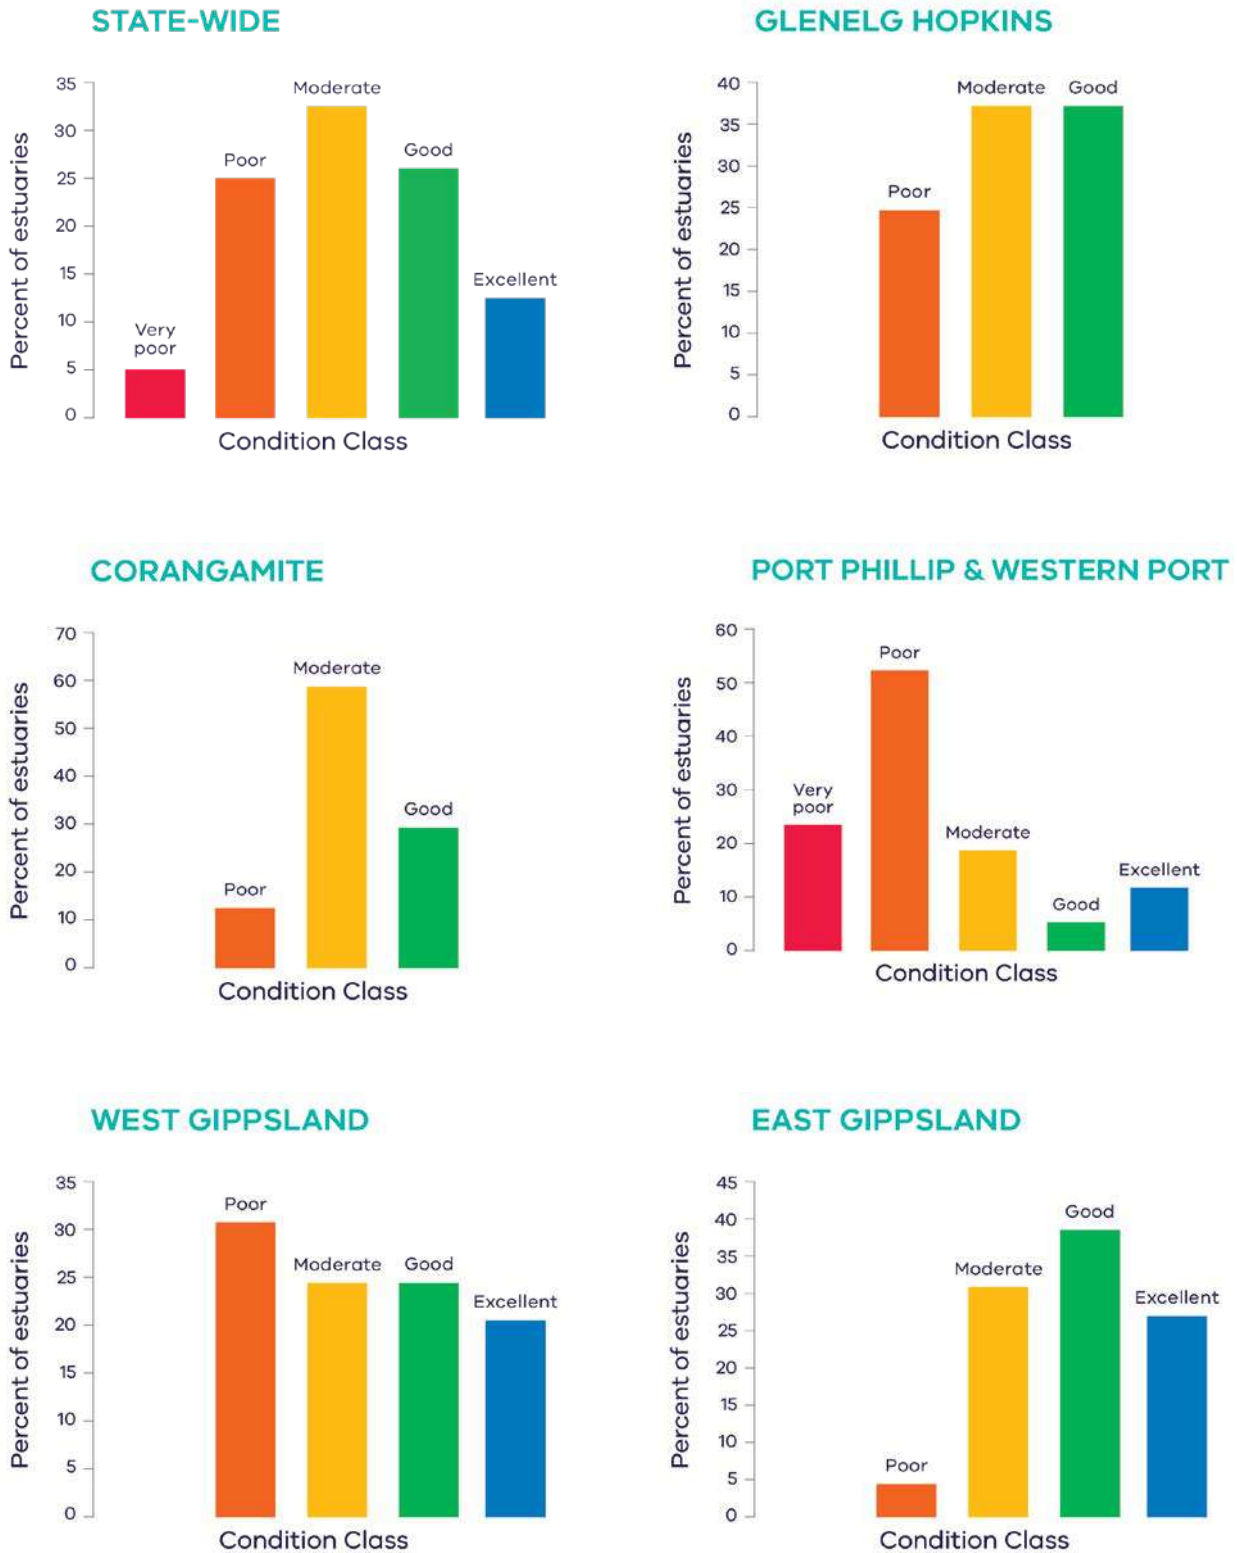 STATE-WIDE
35
30
25
20
15
10
5
0
Percent of estuaries
Very
poor
Poor
Moderate
Good
Excellent
Condition Class
GLENELG HOPKINS
40
35
30
25
20
15
10
5
0
Percent of estuaries
Poor
Moderate
Good
Condition Class
CORANGAMITE
70
60
50
40
30
20
10
0
Percent of estuaries
Poor
Moderate
Good
Condition Class
PORT PHILLIP & WESTERN PORT
60
50
40
30
20
10
0
Percent of estuaries
Very
poor
Poor
Moderate
Good
Excellent
Condition Class
WEST GIPPSLAND
35
30
25
20
15
10
5
0
Percent of estuaries
Poor
Moderate
Good
Excellent
Condition Class
EAST GIPPSLAND
45
40
35
30
25
20
15
10
5
0
Percent of estuaries
Poor
Moderate
Good
Excellent
Condition Class